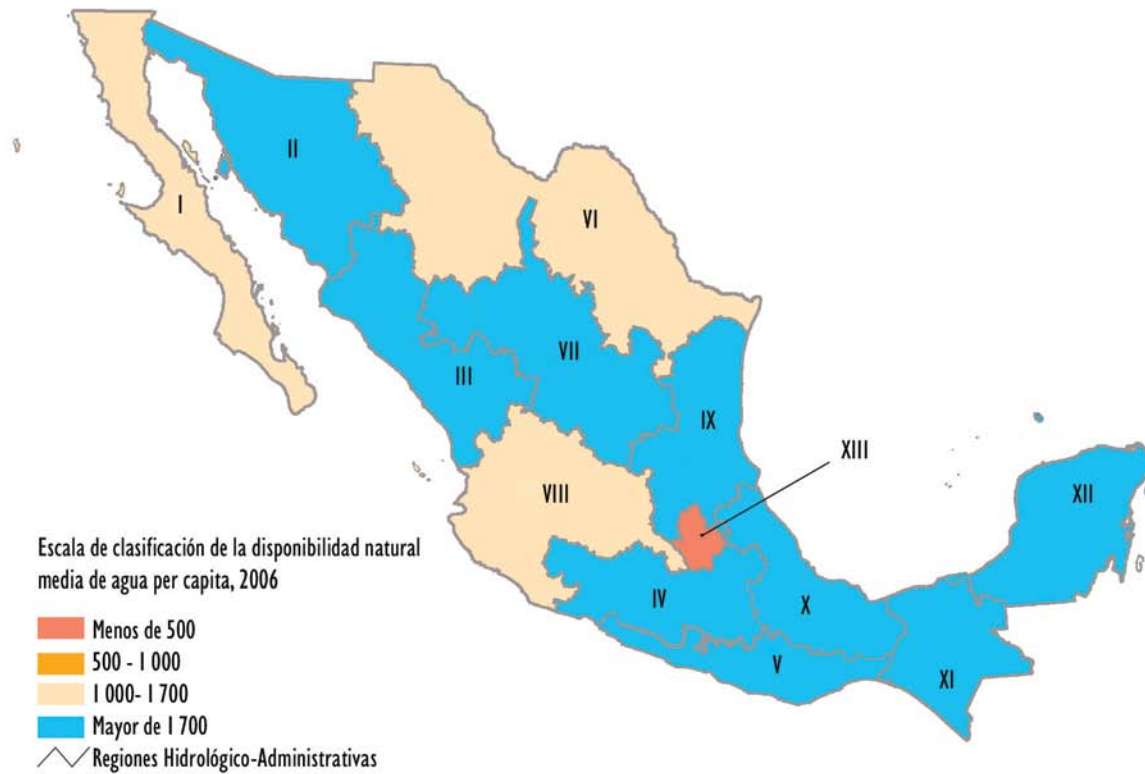 II
I
VI
VII
III
IX
XIII
VIII
XII
Escala de clasificación de la disponibilidad natural
media de agua per capita, 2006
IV
X
Menos de 500
500 - 1 000
V
XI
1 000- 1 700
Mayor de 1 700
Regiones Hidrológico-Administrativas